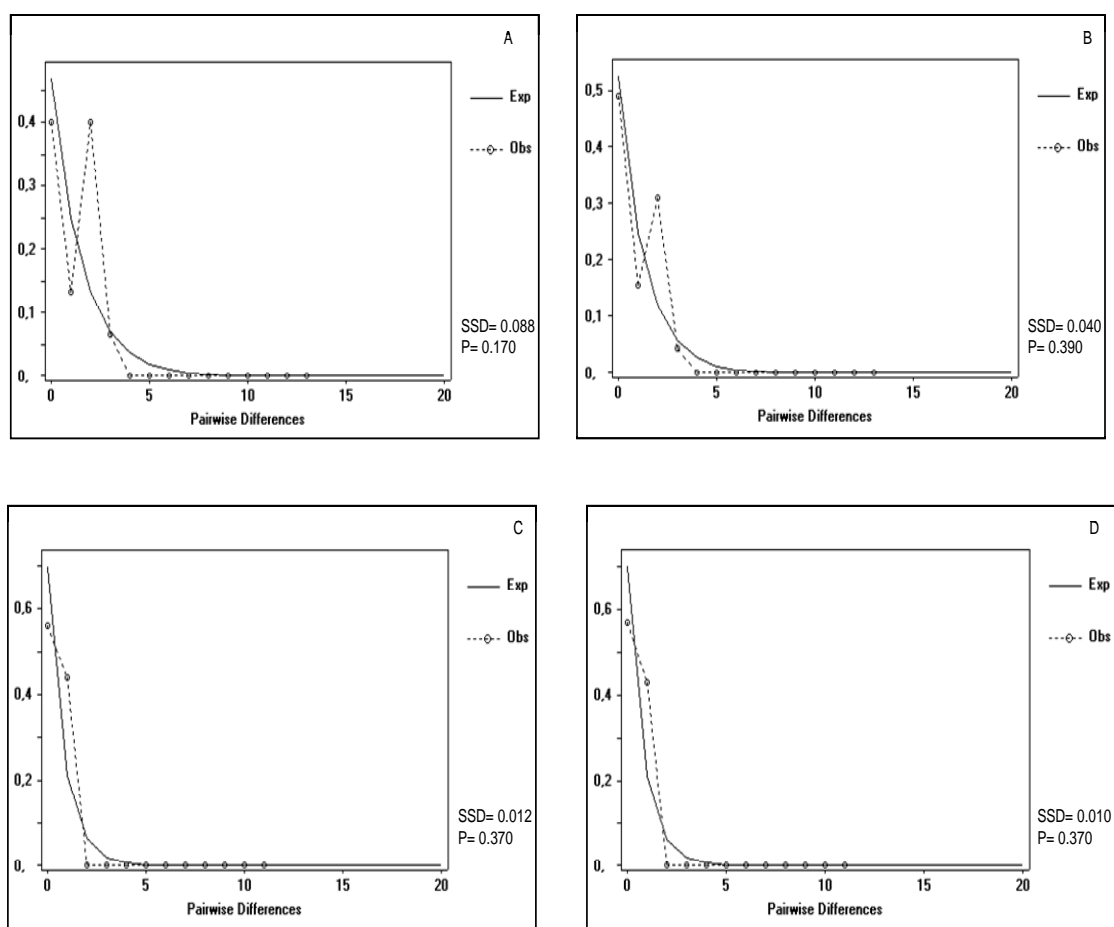 A
Exp
Obs
0,4
0,3
0,2
0,1
0,
0 5 10 15 20
Pairwise Differences
SSD= 0.088
P= 0.170
B
Exp
Obs
0,5
0,4
0,3
0,2
0,1
0,
0 5 10 15 20
Pairwise Differences
SSD= 0.040
P= 0.390
C
Exp
Obs
0,6
0,4
0,2
0,
0 5 10 15 20
Pairwise Differences
SSD= 0.012
P= 0.370
D
Exp
Obs
0,6
0,4
0,2
0,
0 5 10 15 20
Pairwise Differences
SSD= 0.010
P= 0.370